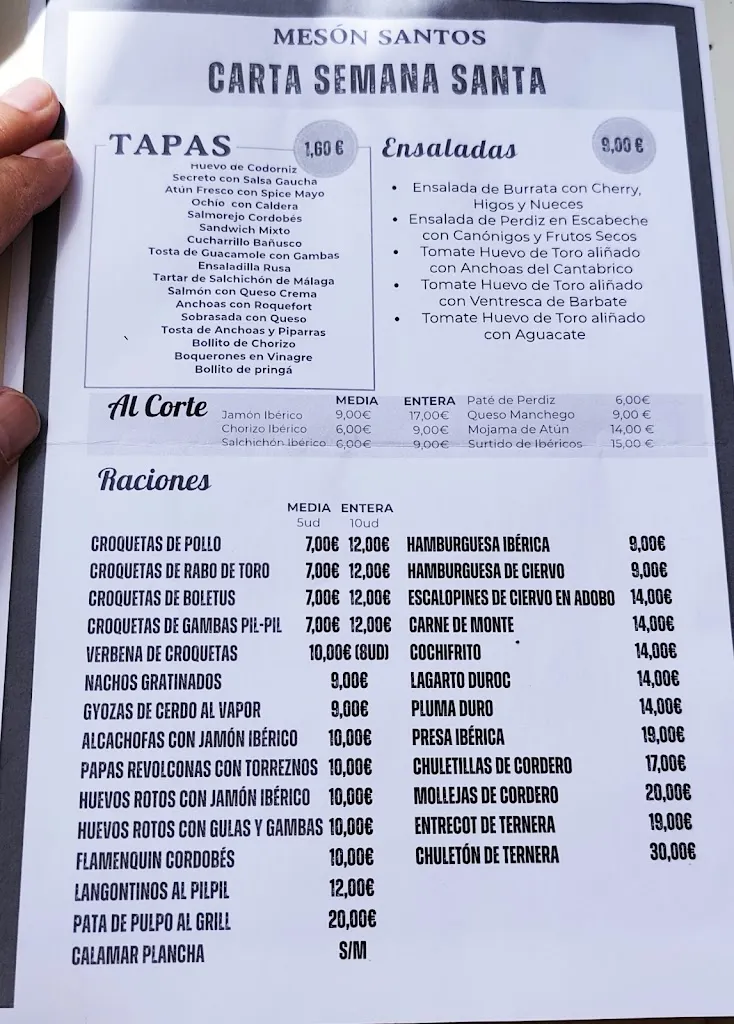 MESÓN SANTOS
CARTA SEMANA SANTA
TAPAS 1,60 €
Huevo de Codorniz
Secreto con Salsa Gaucha
Atún Fresco con Spice Mayo
Ochío con Caldera
Salmorejo Cordobés
Sandwich Mixto
Cucharrillo Bañusco
Tosta de Guacamole con Gambas
Ensaladilla Rusa
Tartar de Salchichón de Málaga
Salmón con Queso Crema
Anchoas con Roquefort
Sobrasada con Queso
Tosta de Anchoas y Piparras
Bollito de Chorizo
Boquerones en Vinagre
Bollito de pringá
Ensaladas 9,00 €
• Ensalada de Burrata con Cherry,
Higos y Nueces
• Ensalada de Perdiz en Escabeche
con Canónigos y Frutos Secos
• Tomate Huevo de Toro aliñado
con Anchoas del Cantabrico
• Tomate Huevo de Toro aliñado
con Ventresca de Barbate
• Tomate Huevo de Toro aliñado
con Aguacate
Al Corte
MEDIA ENTERA
Jamón Ibérico 9,00€ 17,00€
Chorizo Ibérico 6,00€ 9,00€
Salchichón Ibérico 6,00€ 9,00€
Paté de Perdiz 6,00€
Queso Manchego 9,00 €
Mojama de Atún 14,00 €
Surtido de Ibéricos 15,00 €
Raciones
MEDIA ENTERA
5ud 10ud
CROQUETAS DE POLLO 7,00€ 12,00€
CROQUETAS DE RABO DE TORO 7,00€ 12,00€
CROQUETAS DE BOLETUS 7,00€ 12,00€
CROQUETAS DE GAMBAS PIL-PIL 7,00€ 12,00€
VERBENA DE CROQUETAS 10,00€ (8UD)
NACHOS GRATINADOS 9,00€
GYOZAS DE CERDO AL VAPOR 9,00€
ALCACHOFAS CON JAMÓN IBÉRICO 10,00€
PAPAS REVOLCONAS CON TORREZNOS 10,00€
HUEVOS ROTOS CON JAMÓN IBÉRICO 10,00€
HUEVOS ROTOS CON GULAS Y GAMBAS 10,00€
FLAMENQUIN CORDOBÉS 10,00€
LANGONTINOS AL PILPIL 12,00€
PATA DE PULPO AL GRILL 20,00€
CALAMAR PLANCHA S/M
HAMBURGUESA IBÉRICA 9,00€
HAMBURGUESA DE CIERVO 9,00€
ESCALOPINES DE CIERVO EN ADOBO 14,00€
CARNE DE MONTE 14,00€
COCHIFRITO 14,00€
LAGARTO DUROC 14,00€
PLUMA DURO 14,00€
PRESA IBÉRICA 19,00€
CHULETILLAS DE CORDERO 17,00€
MOLLEJAS DE CORDERO 20,00€
ENTRECOT DE TERNERA 19,00€
CHULETÓN DE TERNERA 30,00€